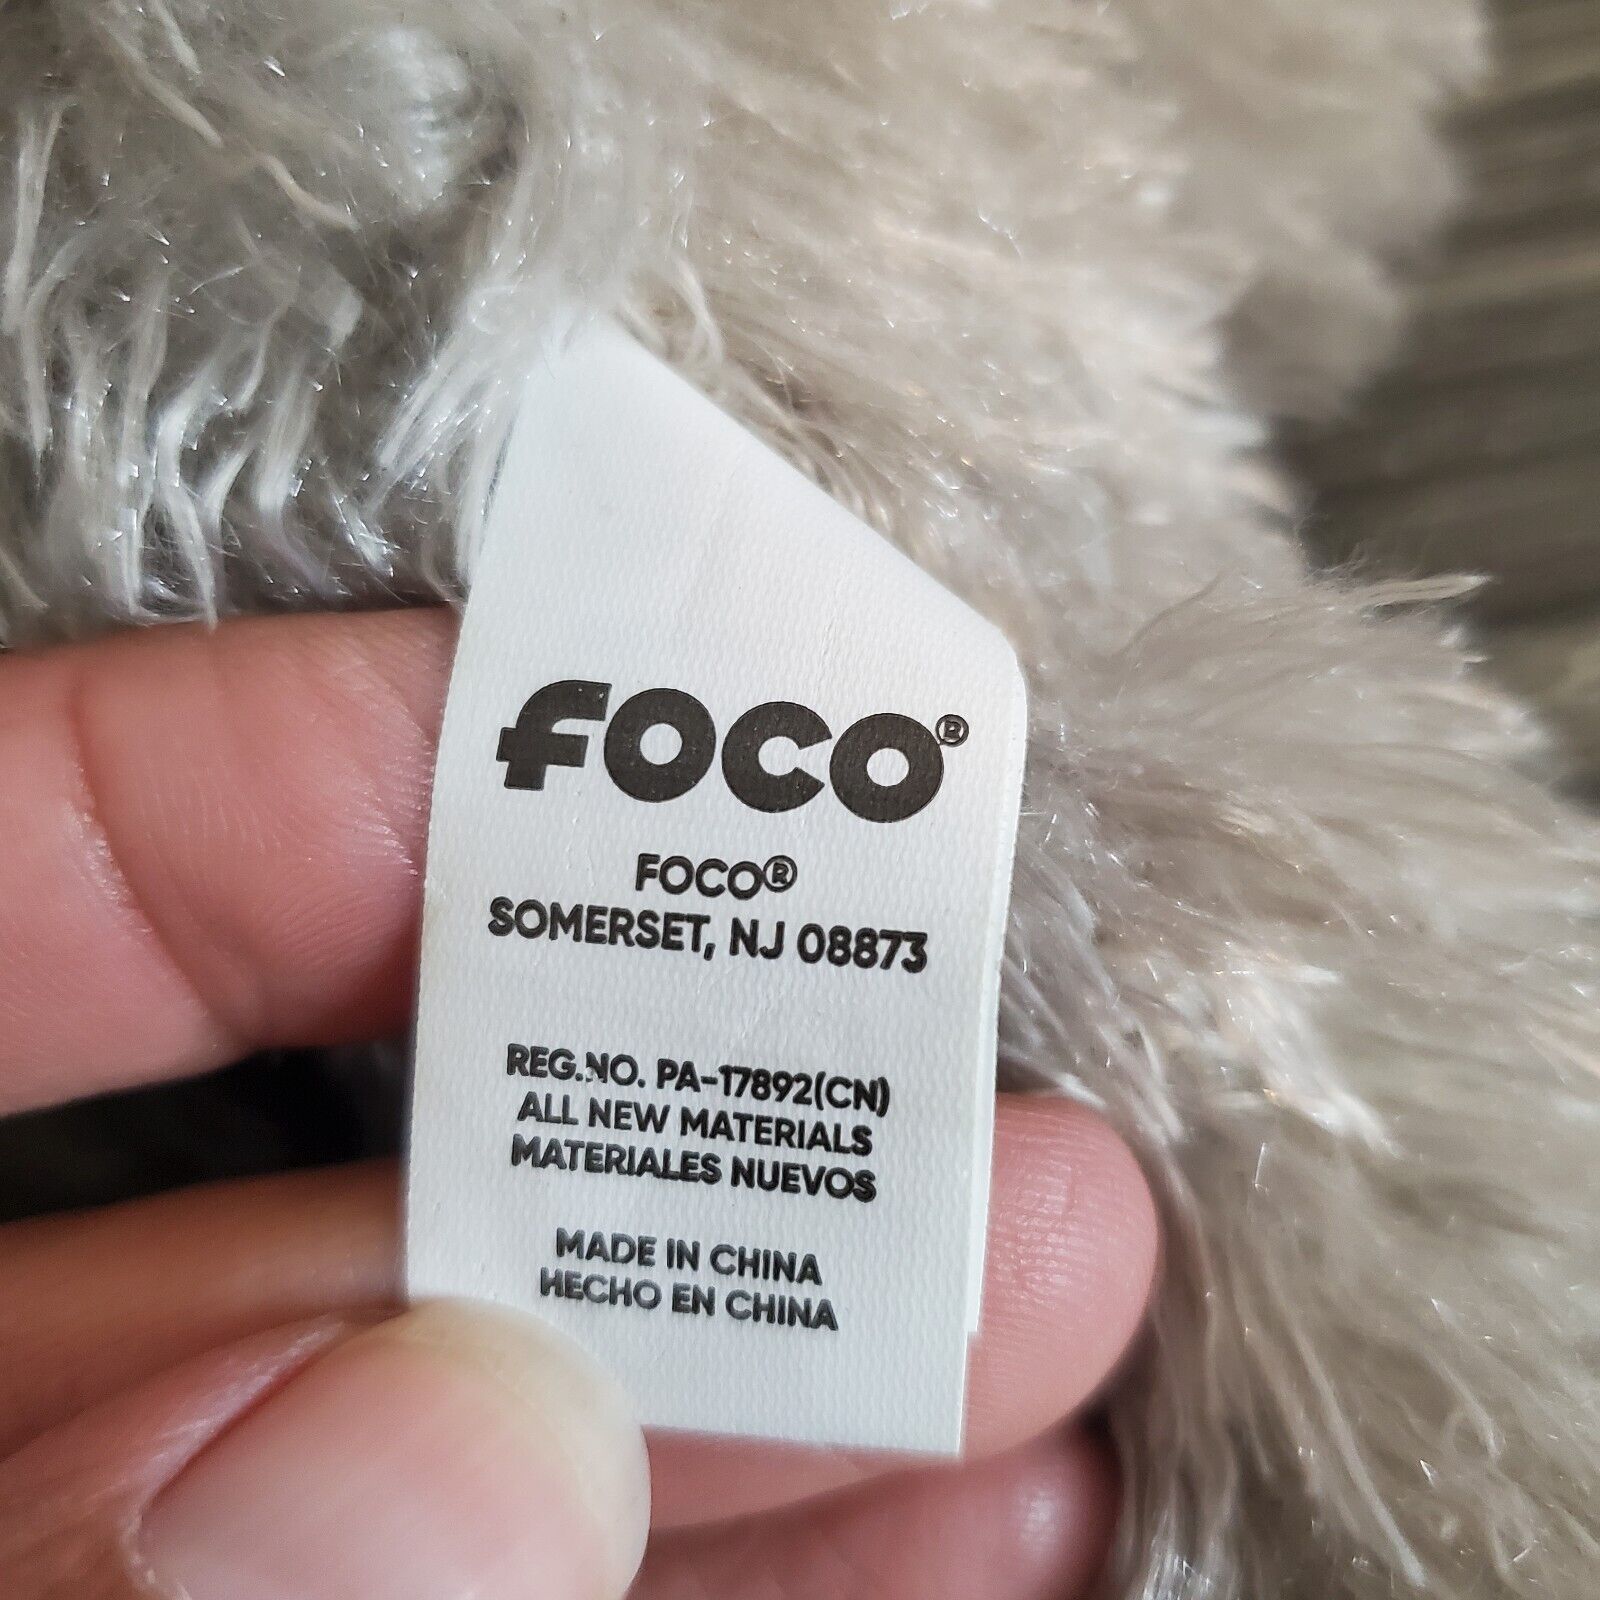 FOCO®
FOCO®
SOMERSET, NJ 08873
REG.NO. PA-17892(CN)
ALL NEW MATERIALS
MATERIALES NUEVOS
MADE IN CHINA
HECHO EN CHINA